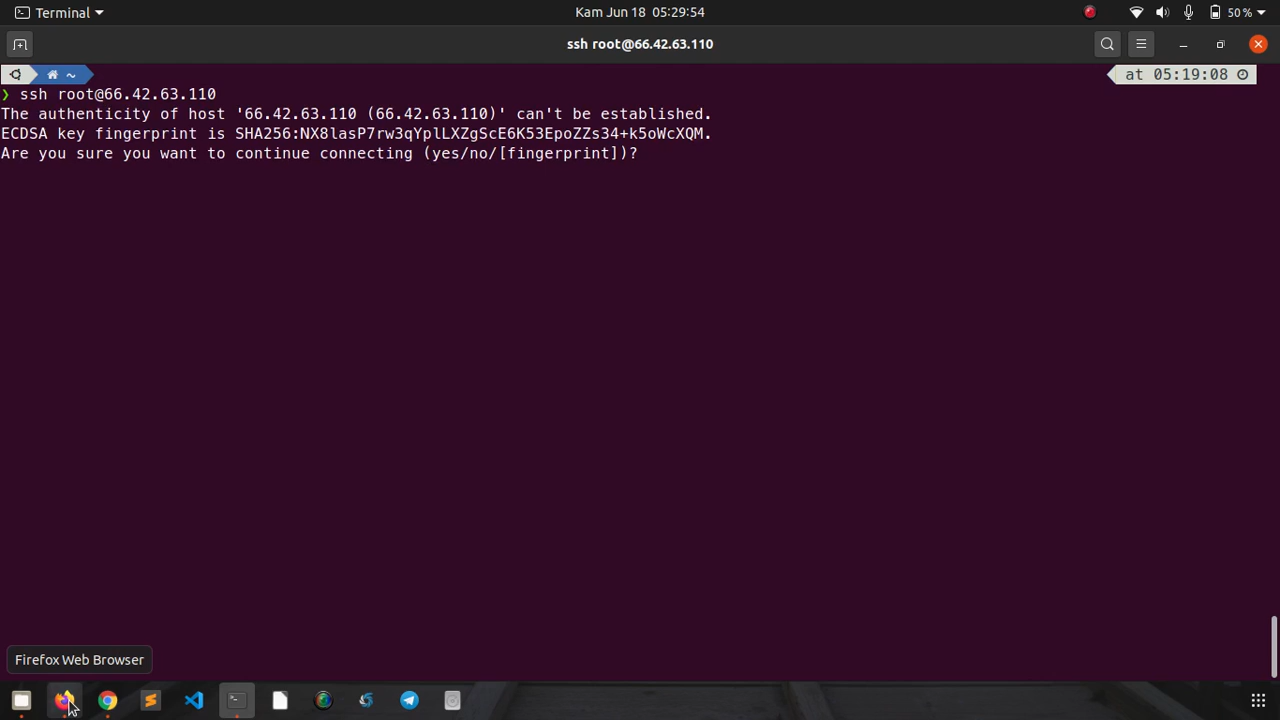 Terminal
Kam Jun 18 05:29:54
50 %
ssh root@66.42.63.110
~
at 05:19:08
❯ ssh root@66.42.63.110
The authenticity of host '66.42.63.110 (66.42.63.110)' can't be established.
ECDSA key fingerprint is SHA256:NX8lasP7rw3qYplLXZgScE6K53EpoZZs34+k5oWcXQM.
Are you sure you want to continue connecting (yes/no/[fingerprint])?
Firefox Web Browser